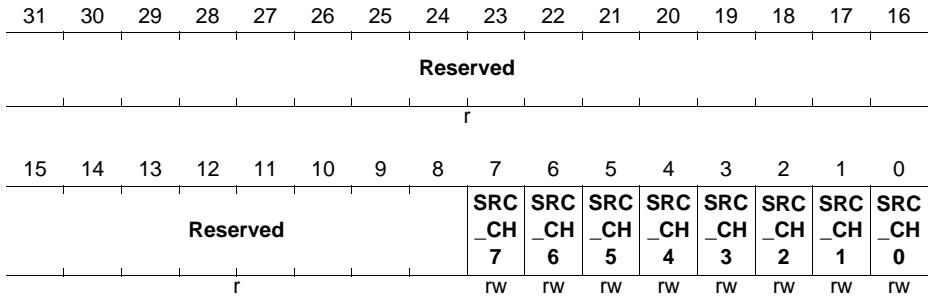 31 30 29 28 27 26 25 24 23 22 21 20 19 18 17 16
Reserved
r
15 14 13 12 11 10 9 8 7 6 5 4 3 2 1 0
SRC SRC SRC SRC SRC SRC SRC SRC
Reserved _CH _CH _CH _CH _CH _CH _CH _CH
7 6 5 4 3 2 1 0
r rw rw rw rw rw rw rw rw